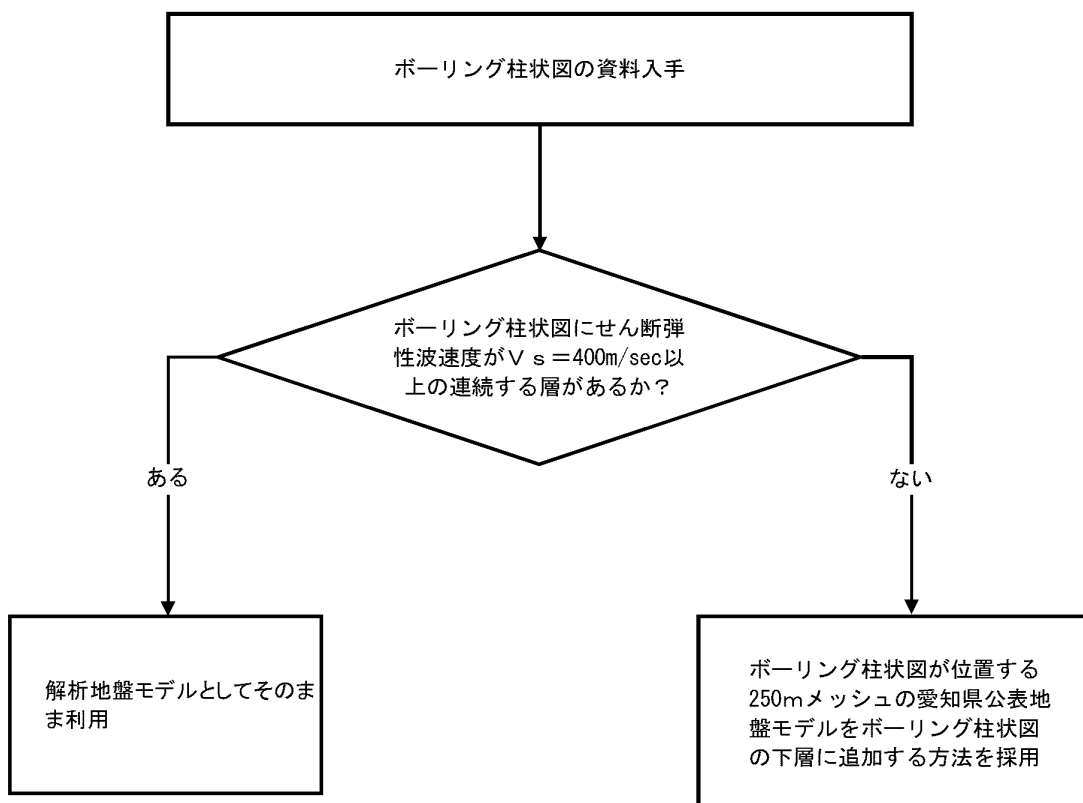 ボーリング柱状図の資料入手
ボーリング柱状図にせん断弾
性波速度がＶｓ＝400m/sec以
上の連続する層があるか？
ある
ない
解析地盤モデルとしてそのま
ま利用
ボーリング柱状図が位置する
250ｍメッシュの愛知県公表地
盤モデルをボーリング柱状図
の下層に追加する方法を採用